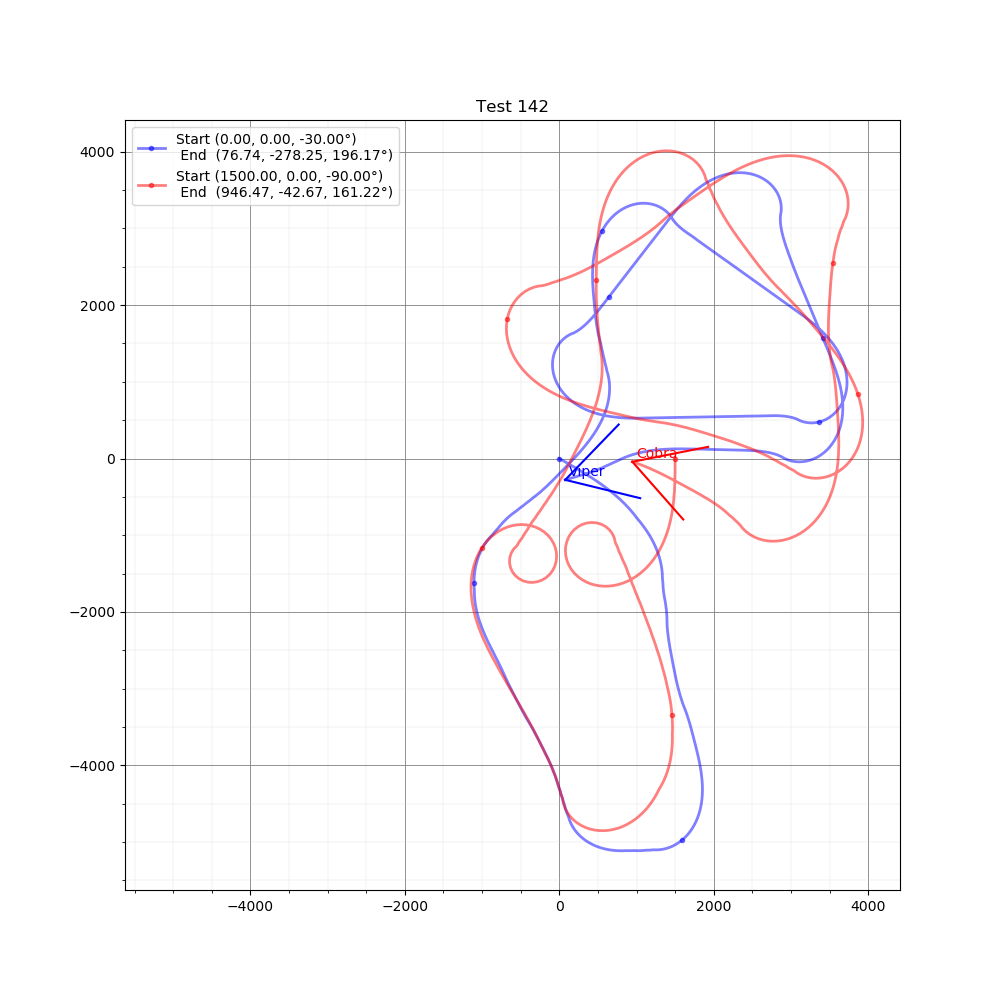 Test 142
Start (0.00, 0.00, -30.00°)
End (76.74, -278.25, 196.17°)
Start (1500.00, 0.00, -90.00°)
End (946.47, -42.67, 161.22°)
4000
2000
0
−2000
−4000
Viper
Cobra
−4000 −2000 0 2000 4000